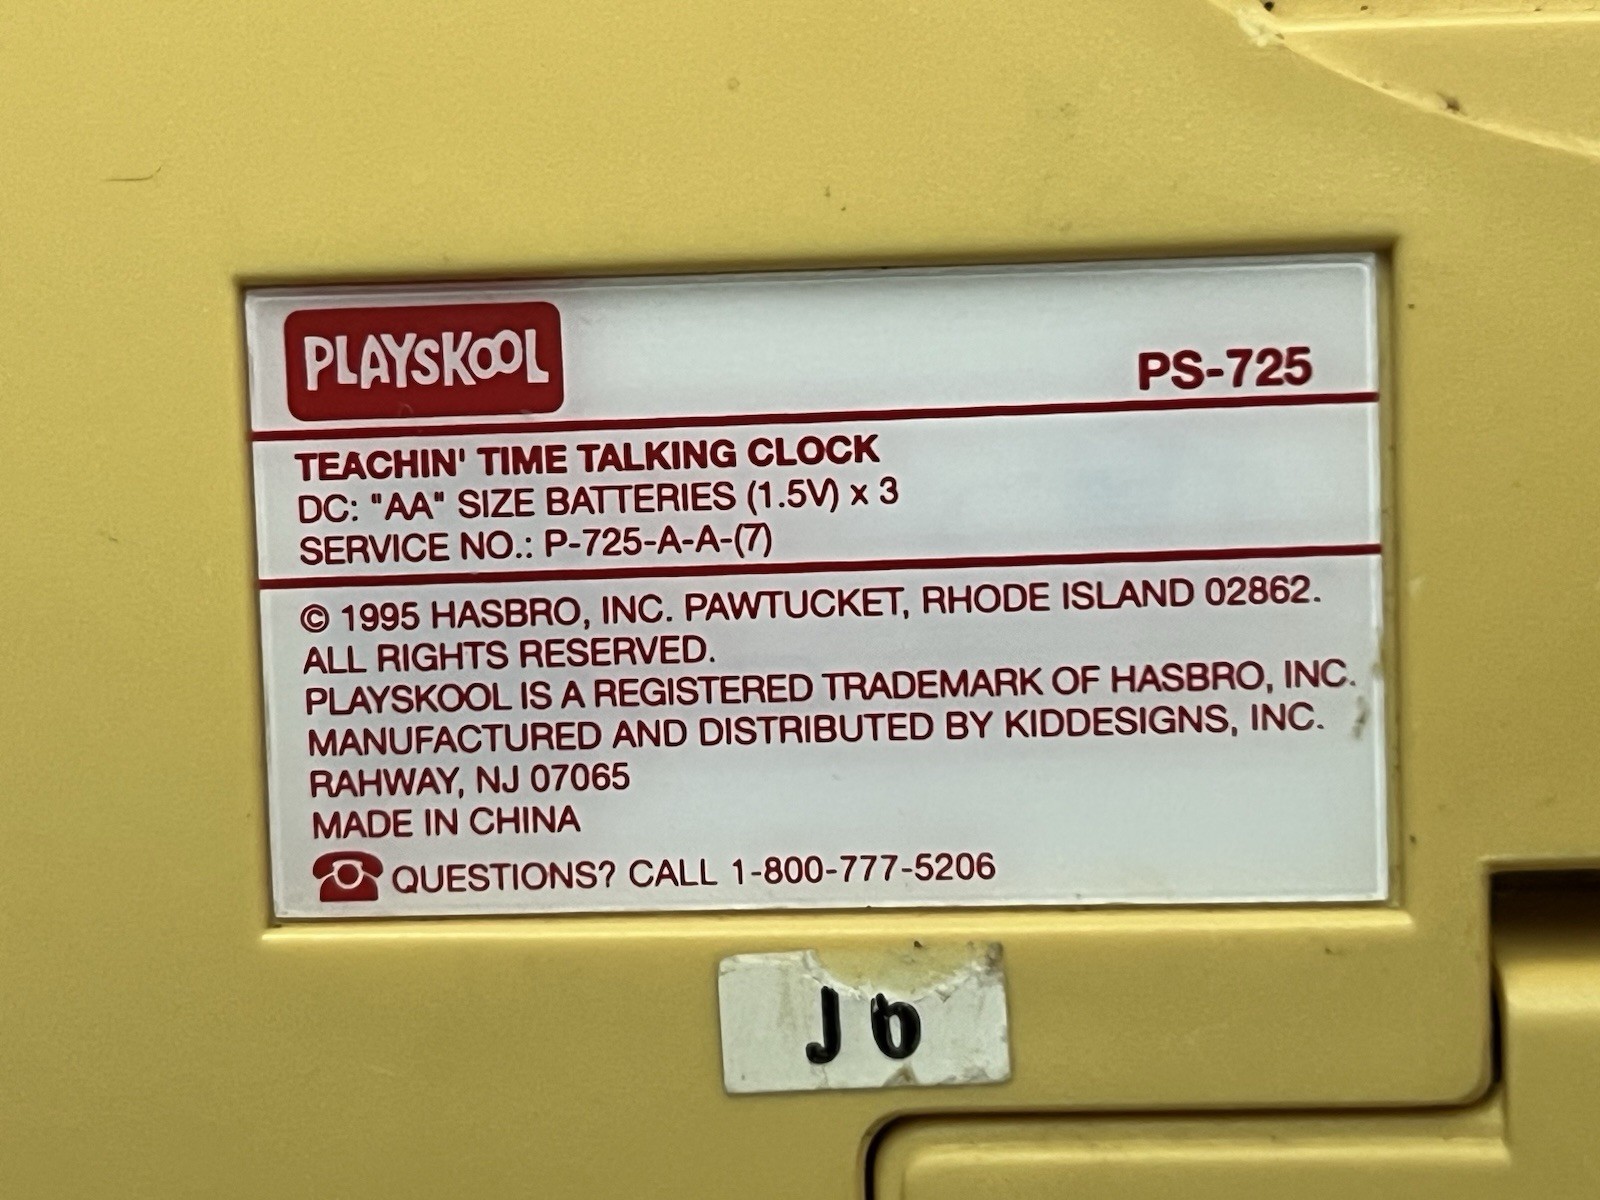 PLAYSKOOL
PS-725
TEACHIN' TIME TALKING CLOCK
DC: "AA" SIZE BATTERIES (1.5V) x 3
SERVICE NO.: P-725-A-A-(7)
© 1995 HASBRO, INC. PAWTUCKET, RHODE ISLAND 02862.
ALL RIGHTS RESERVED.
PLAYSKOOL IS A REGISTERED TRADEMARK OF HASBRO, INC.
MANUFACTURED AND DISTRIBUTED BY KIDDESIGNS, INC.
RAHWAY, NJ 07065
MADE IN CHINA
QUESTIONS? CALL 1-800-777-5206
J 6